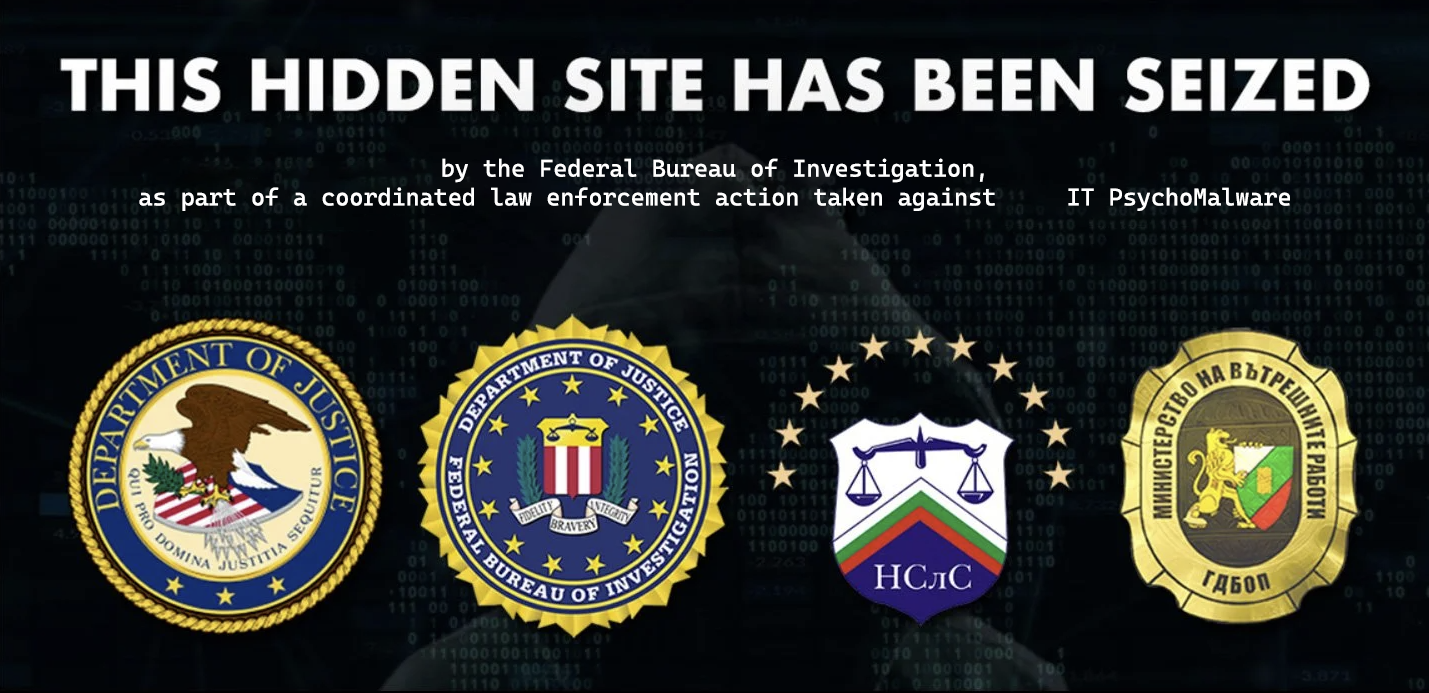 THIS HIDDEN SITE HAS BEEN SEIZED
by the Federal Bureau of Investigation,
as part of a coordinated law enforcement action taken against IT PsychoMalware
DEPARTMENT OF JUSTICE
QUI PRO DOMINA JUSTITIA SEQUITUR
DEPARTMENT OF JUSTICE
FIDELITY
BRAVERY
INTEGRITY
FEDERAL BUREAU OF INVESTIGATION
НСлС
МИНИСТЕРСТВО НА ВЪТРЕШНИТЕ РАБОТИ
ГДБОП